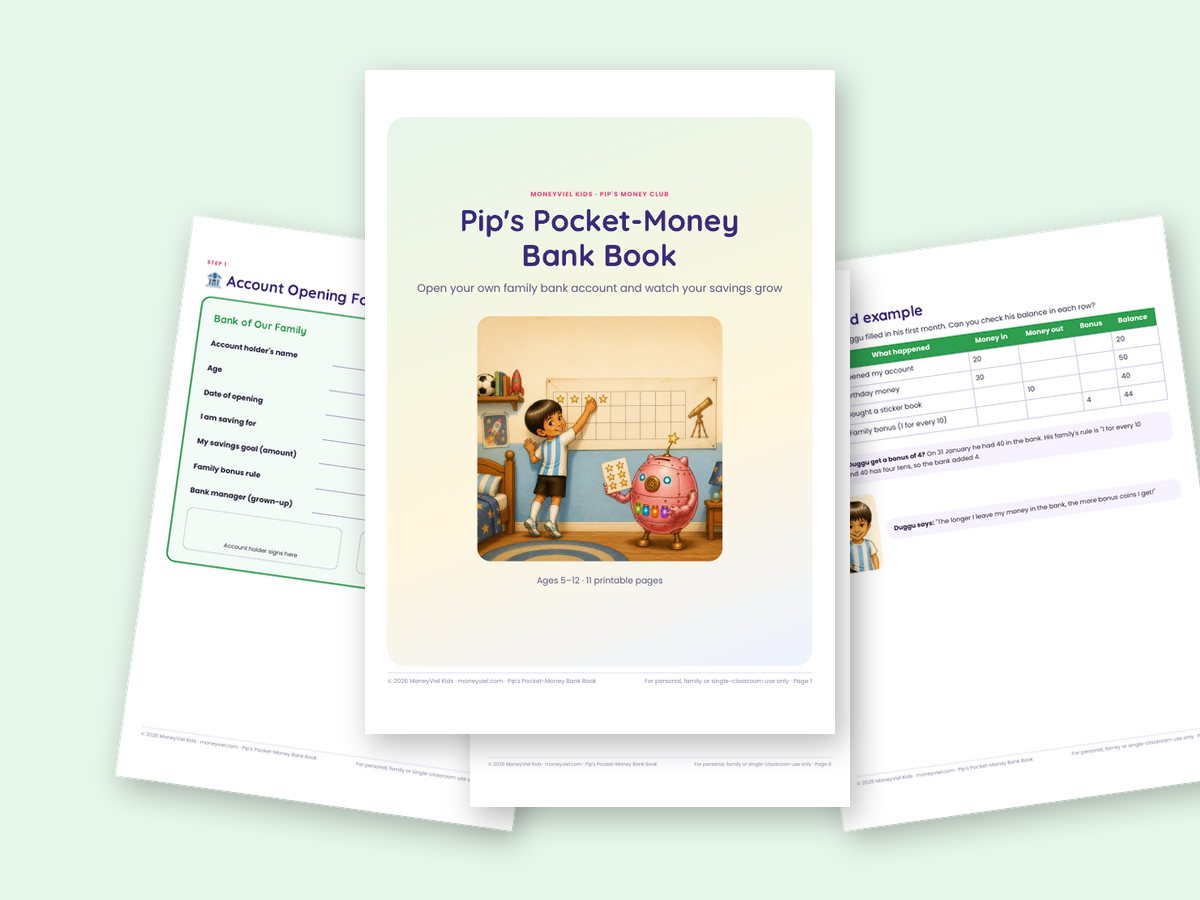 MONEYVIEL KIDS · PIP'S MONEY CLUB
Pip's Pocket-Money
Bank Book
Open your own family bank account and watch your savings grow
Ages 5–12 · 11 printable pages
© 2026 MoneyViel Kids · moneyviel.com · Pip's Pocket-Money Bank Book
For personal, family or single-classroom use only · Page 1
STEP 1
Account Opening Fo
Bank of Our Family
Account holder's name
Age
Date of opening
I am saving for
My savings goal (amount)
Family bonus rule
Bank manager (grown-up)
Account holder signs here
© 2026 MoneyViel Kids · moneyviel.com · Pip's Pocket-Money Bank Book
For personal, family or single-classroom use
© 2026 MoneyViel Kids · moneyviel.com · Pip's Pocket-Money Bank Book
For personal, family or single-classroom use only · Page 8
d example
ggu filled in his first month. Can you check his balance in each row?
What happened Money in Money out Bonus Balance
ened my account 20 20
rthday money 30 50
ought a sticker book 10 40
Family bonus (1 for every 10) 4 44
Duggu get a bonus of 4? On 31 January he had 40 in the bank. His family's rule is "1 for every 10
nd 40 has four tens, so the bank added 4.
Duggu says: "The longer I leave my money in the bank, the more bonus coins I get!"
© 2026 MoneyViel Kids · moneyviel.com · Pip's Pocket-Money Bank Book
For personal, family or single-classroom use only ·